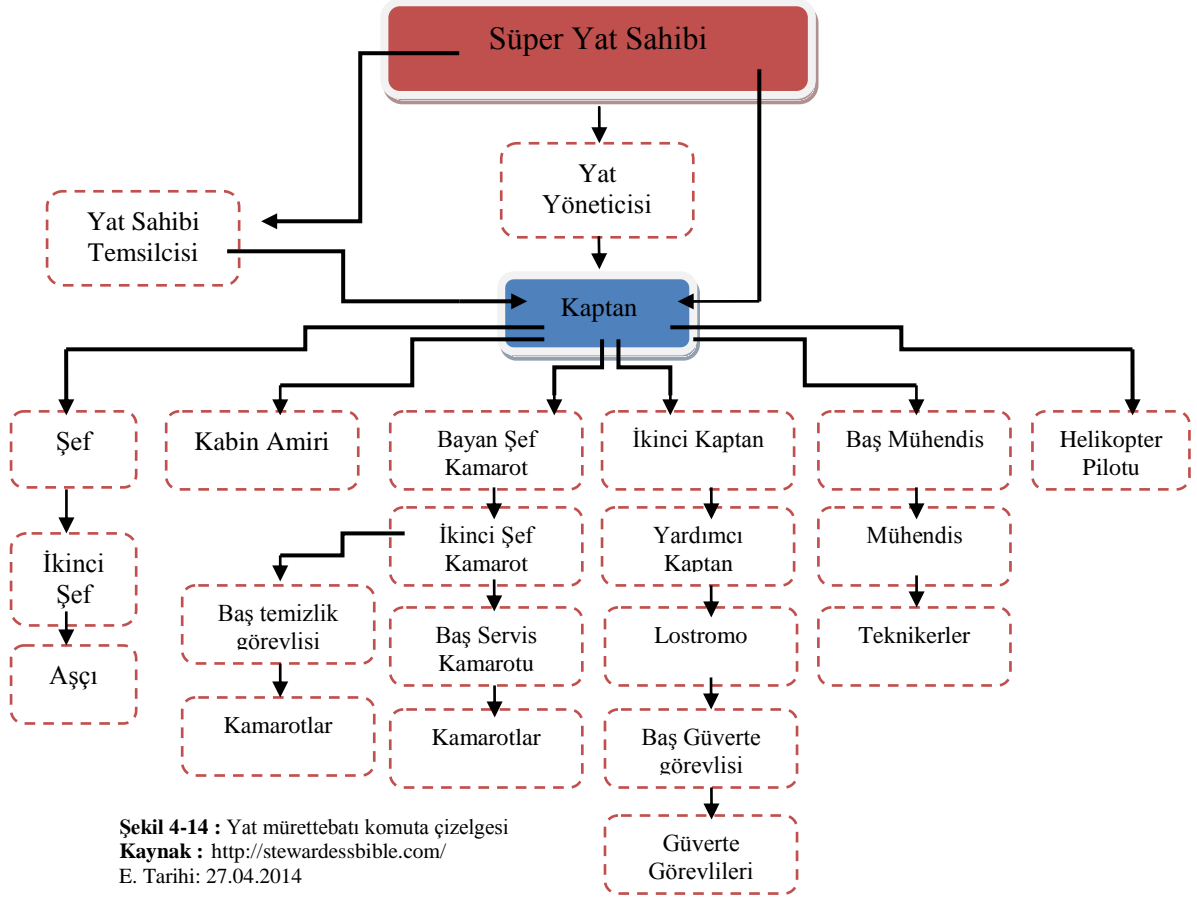 Süper Yat Sahibi
Yat
Yöneticisi
Yat Sahibi
Temsilcisi
Kaptan
Şef
Kabin Amiri
Bayan Şef
Kamarot
İkinci Kaptan
Baş Mühendis
Helikopter
Pilotu
İkinci
Şef
İkinci Şef
Kamarot
Yardımcı
Kaptan
Mühendis
Baş temizlik
görevlisi
Baş Servis
Kamarotu
Lostromo
Teknikerler
Aşçı
Kamarotlar
Kamarotlar
Baş Güverte
görevlisi
Güverte
Görevlileri
Şekil 4-14 : Yat mürettebatı komuta çizelgesi
Kaynak : http://stewardessbible.com/
E. Tarihi: 27.04.2014